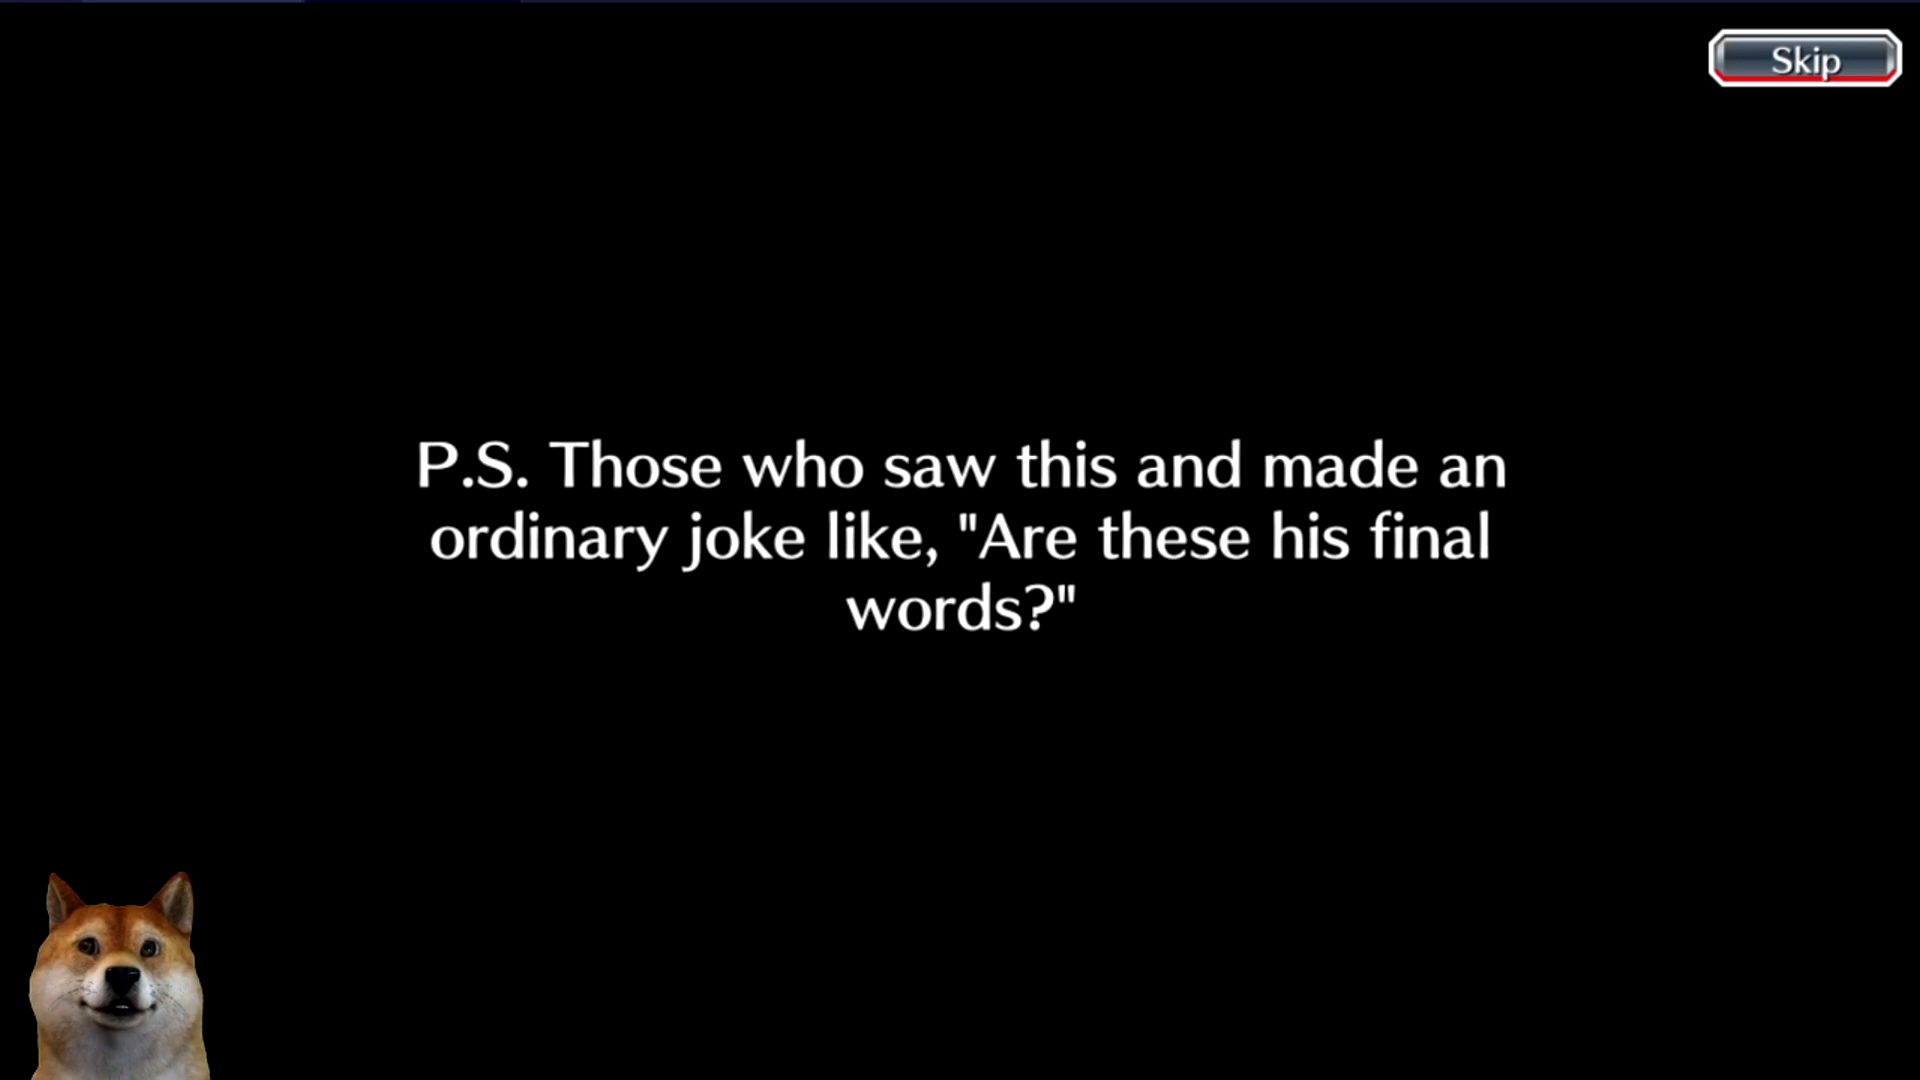 Skip
P.S. Those who saw this and made an
ordinary joke like, "Are these his final
words?"